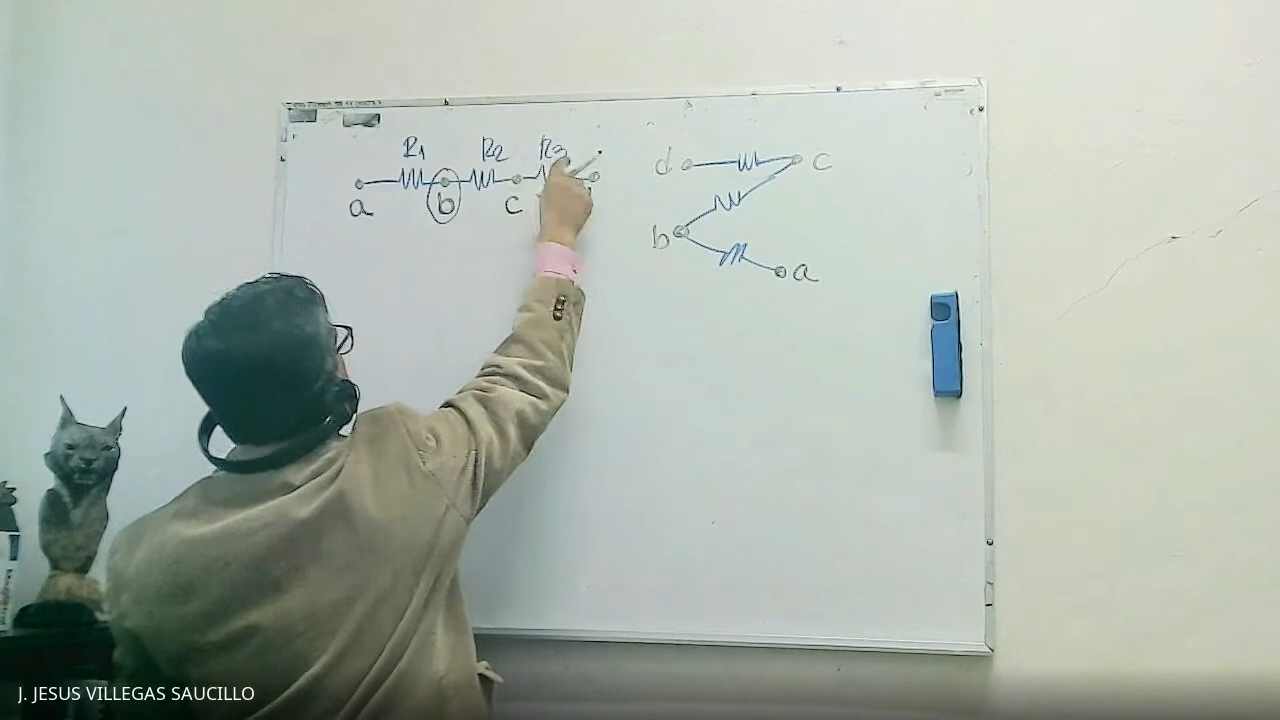 R1 R2 R3
a b c
d c
b
a
J. JESUS VILLEGAS SAUCILLO